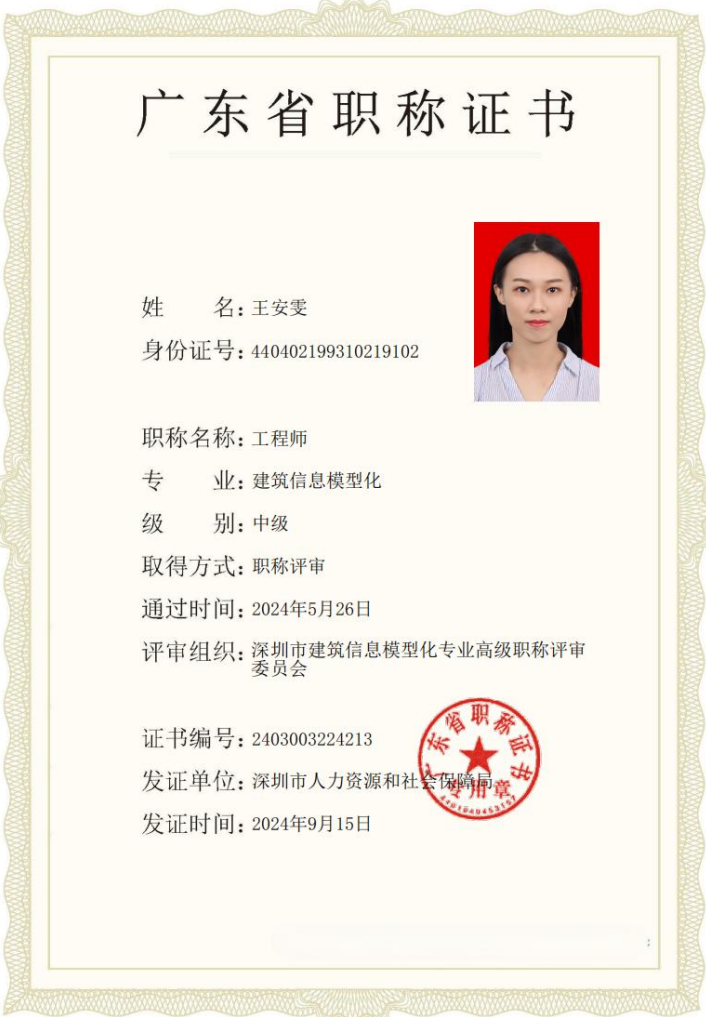 广东省职称证书
姓 名：王安雯
身份证号：440402199310219102
职称名称：工程师
专 业：建筑信息模型化
级 别：中级
取得方式：职称评审
通过时间：2024年5月26日
评审组织：深圳市建筑信息模型化专业高级职称评审
委员会
证书编号：2403003224213
发证单位：深圳市人力资源和社会保障局
发证时间：2024年9月15日
广东省职称证书
专用章